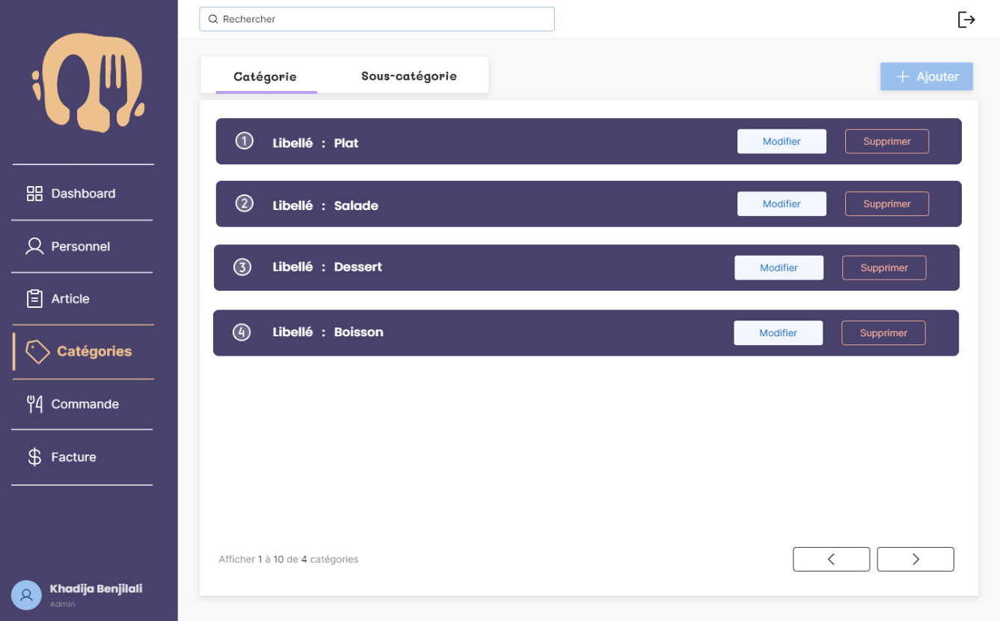 Rechercher
Catégorie Sous-catégorie
Ajouter
1 Libellé : Plat Modifier Supprimer
2 Libellé : Salade Modifier Supprimer
3 Libellé : Dessert Modifier Supprimer
4 Libellé : Boisson Modifier Supprimer
Afficher 1 à 10 de 4 catégories
Dashboard
Personnel
Article
Catégories
Commande
Facture
Khadija Benjilali
Admin